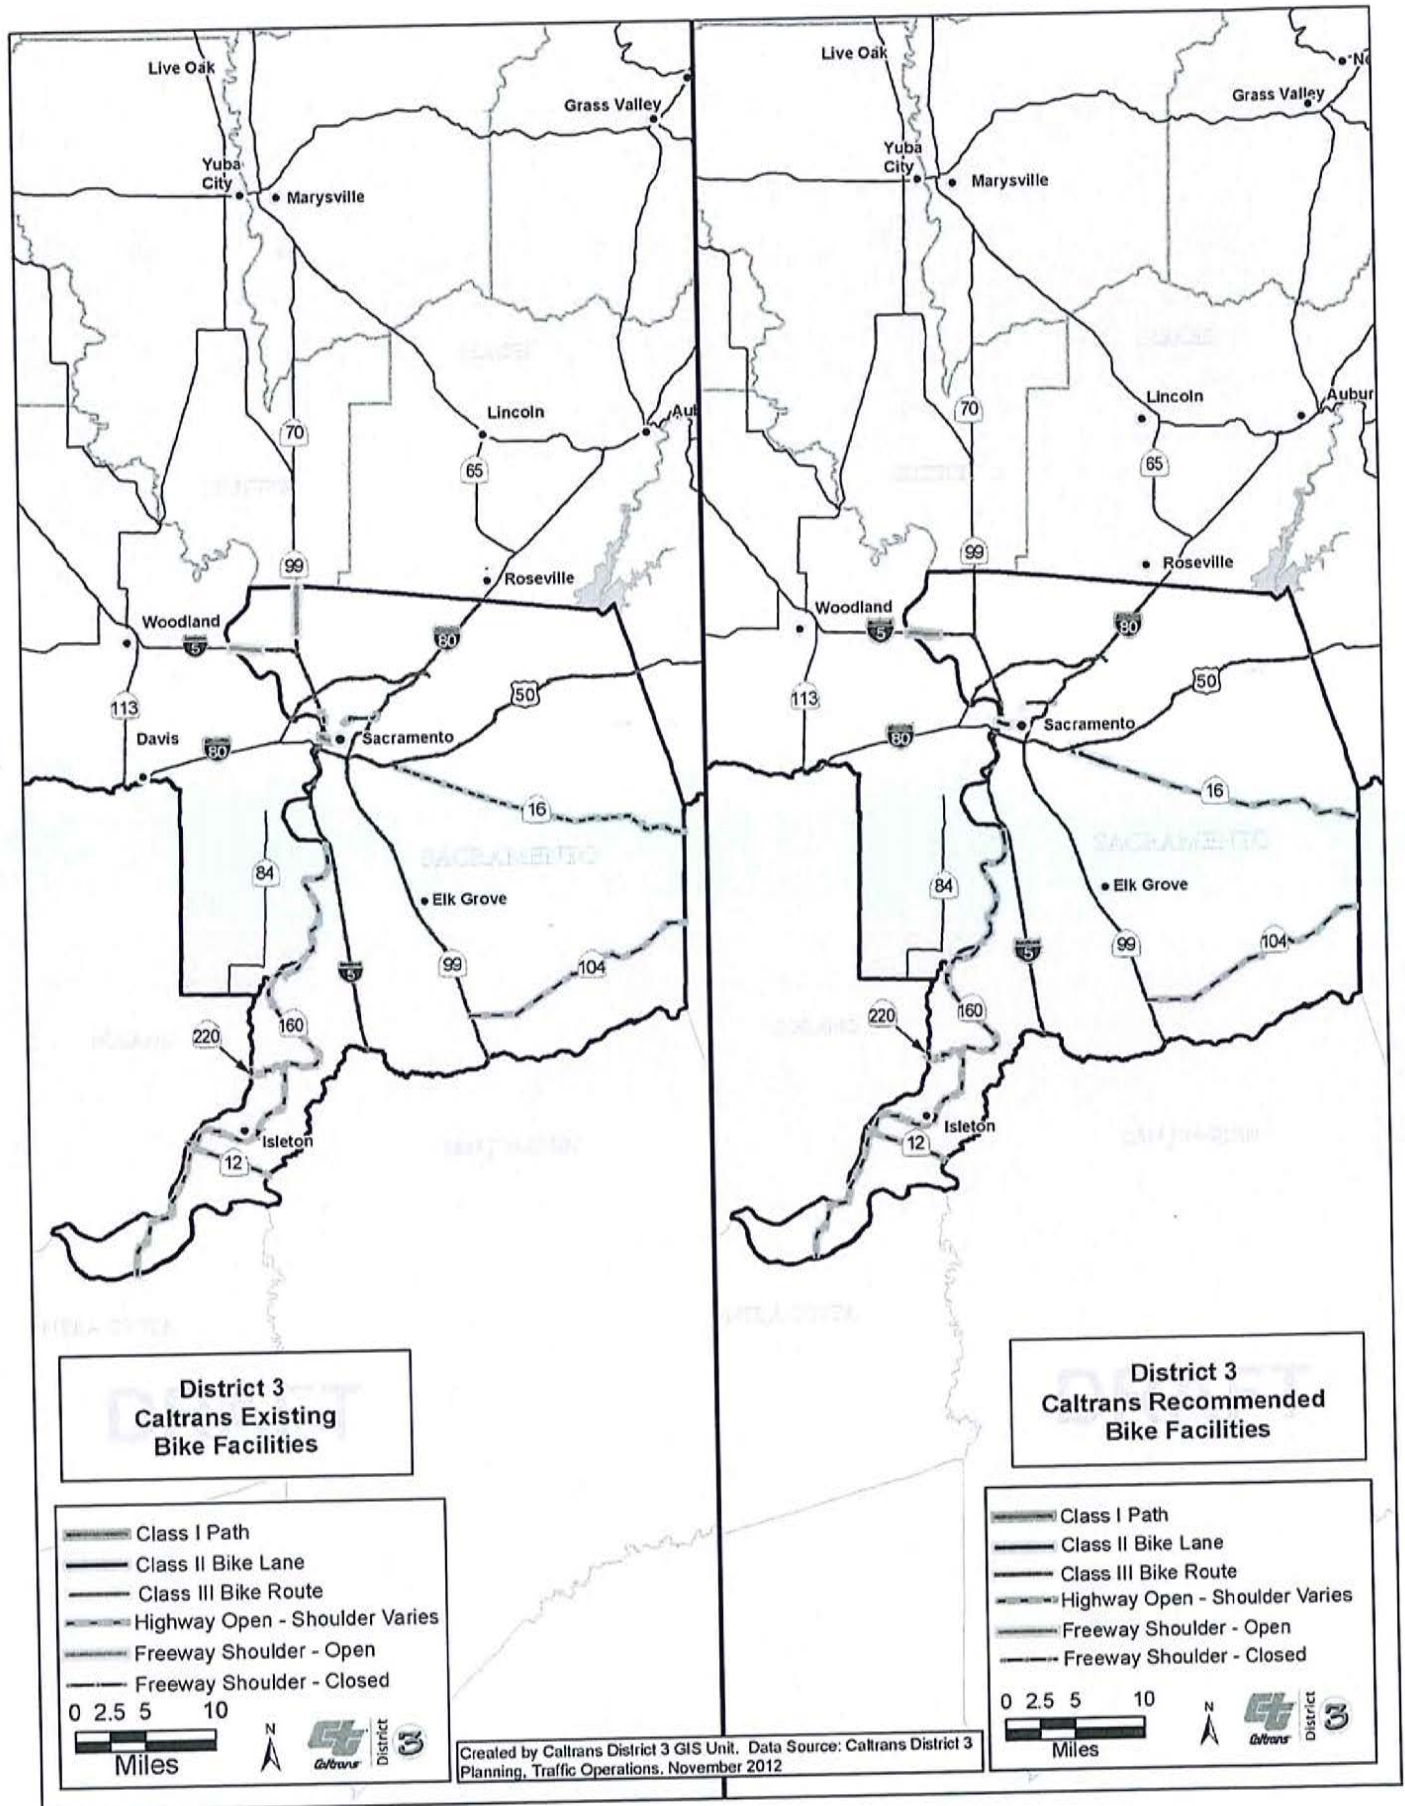 Live Oak
Grass Valley
Yuba
City
Marysville
70
Lincoln
65
99
Roseville
Woodland
5
80
113
50
Davis
80
Sacramento
16
84
Elk Grove
5
99
104
220
160
Isleton
12
District 3
Caltrans Existing
Bike Facilities
Class I Path
Class II Bike Lane
Class III Bike Route
Highway Open - Shoulder Varies
Freeway Shoulder - Open
Freeway Shoulder - Closed
0 2.5 5 10
Miles
N
Caltrans
District
3
Live Oak
Grass Valley
Yuba
City
Marysville
Lincoln
Aubur
70
65
99
Roseville
Woodland
5
80
113
50
80
Sacramento
16
84
Elk Grove
5
99
104
220
160
Isleton
12
District 3
Caltrans Recommended
Bike Facilities
Class I Path
Class II Bike Lane
Class III Bike Route
Highway Open - Shoulder Varies
Freeway Shoulder - Open
Freeway Shoulder - Closed
0 2.5 5 10
Miles
N
Caltrans
District
3
Created by Caltrans District 3 GIS Unit. Data Source: Caltrans District 3
Planning, Traffic Operations. November 2012